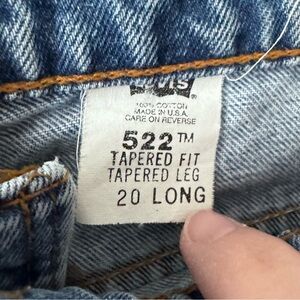 100% COTTON
MADE IN U.S.A.
CARE ON REVERSE
522™
TAPERED FIT
TAPERED LEG
20 LONG